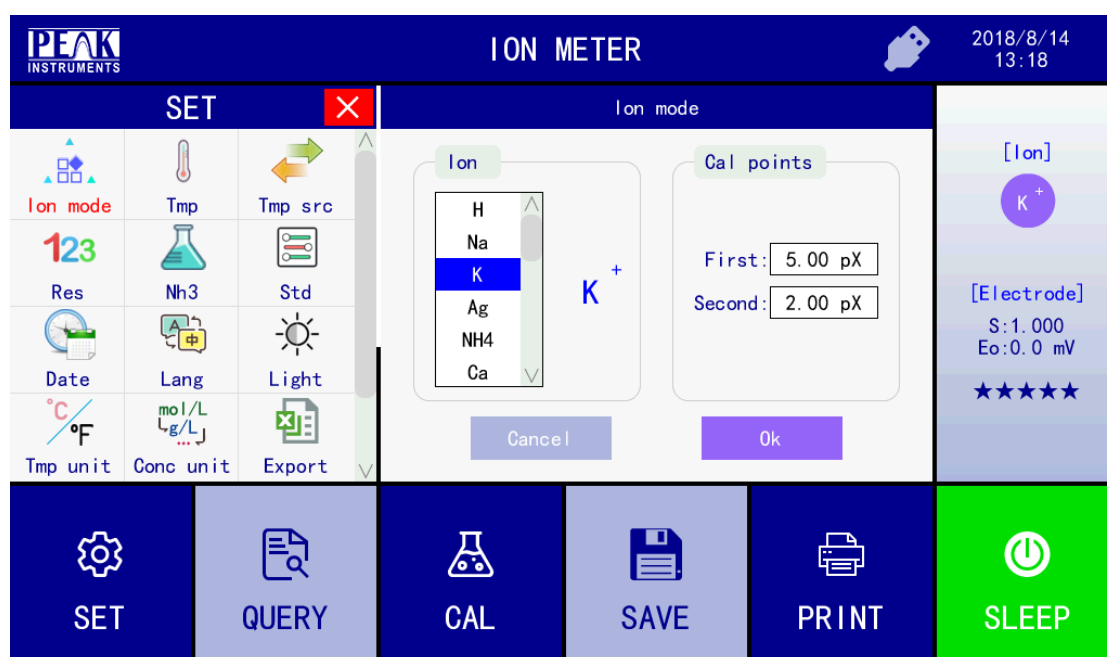 PEAK
INSTRUMENTS
ION METER
2018/8/14
13:18
SET
Ion mode
Tmp
Tmp src
123
Res
Nh3
Std
A
中
Date
Lang
Light
°C/°F
mol/L
g/L
...
Tmp unit
Conc unit
Export
Ion mode
Ion
H
Na
K
Ag
NH4
Ca
K+
Cal points
First: 5.00 pX
Second: 2.00 pX
Cancel
Ok
[Ion]
K+
[Electrode]
S:1.000
Eo:0.0 mV
★★★★★
SET
QUERY
CAL
SAVE
PRINT
SLEEP